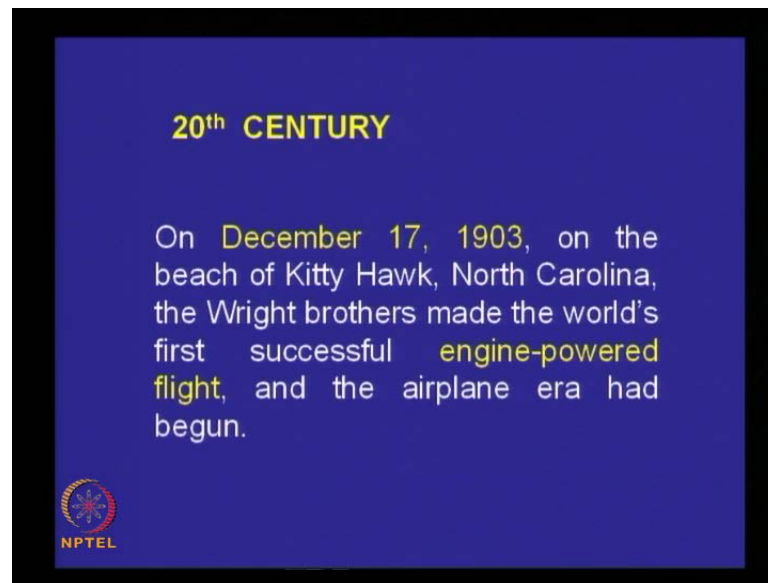 20th CENTURY
On December 17, 1903, on the
beach of Kitty Hawk, North Carolina,
the Wright brothers made the world's
first successful engine-powered
flight, and the airplane era had
begun.
NPTEL